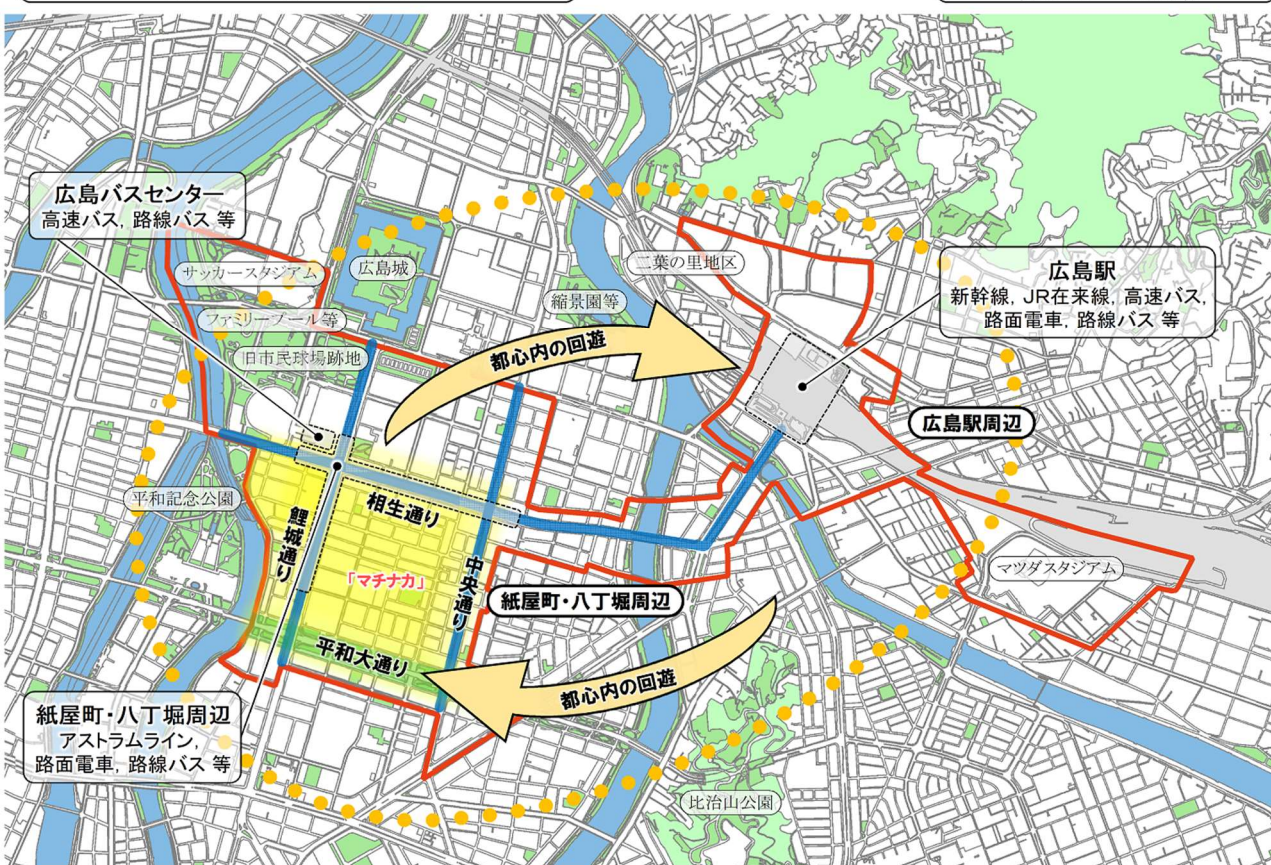 広島バスセンター
高速バス, 路線バス 等
サッカースタジアム
広島城
ファミリープール等
旧市民球場跡地
縮景園等
二葉の里地区
広島駅
新幹線, JR在来線, 高速バス,
路面電車, 路線バス 等
都心内の回遊
広島駅周辺
平和記念公園
鯉城通り
相生通り
「マチナカ」
中央通り
紙屋町・八丁堀周辺
マツダスタジアム
平和大通り
都心内の回遊
紙屋町・八丁堀周辺
アストラムライン,
路面電車, 路線バス 等
比治山公園